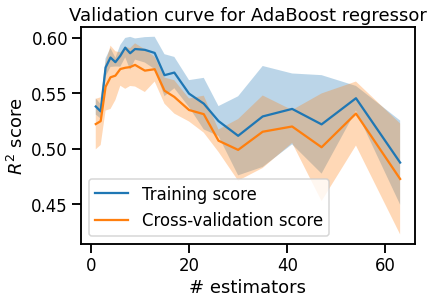 Validation curve for AdaBoost regressor
0.60
0.55
0.50
0.45
R² score
Training score
Cross-validation score
0
20
40
60
# estimators